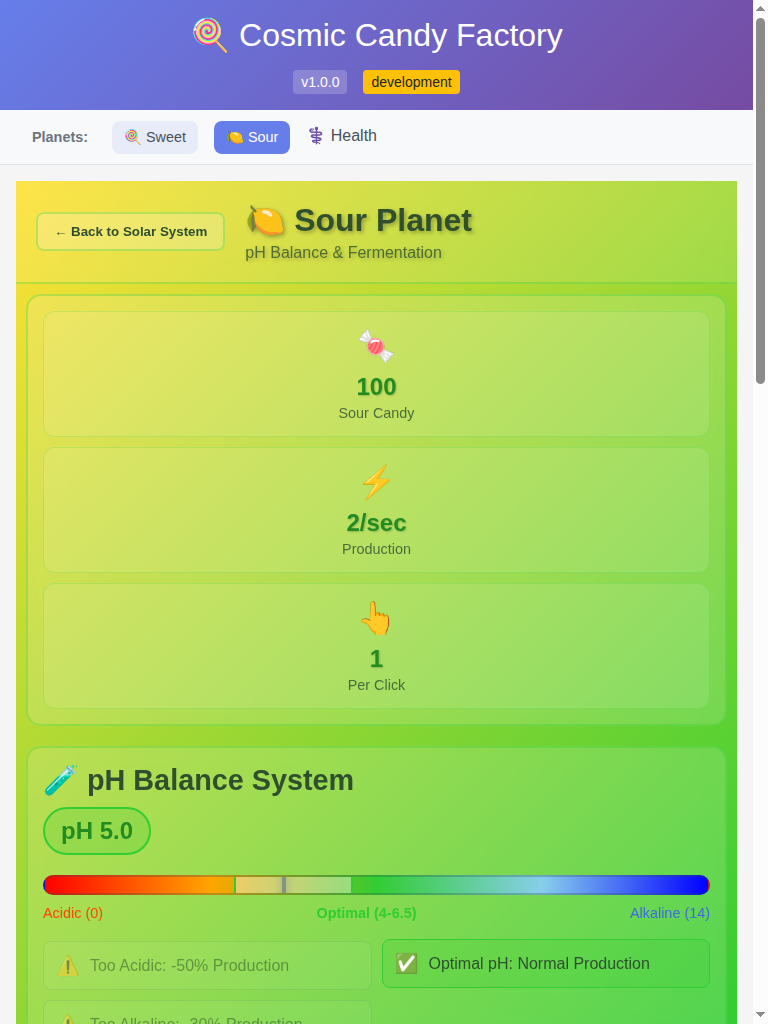 Cosmic Candy Factory
v1.0.0 development
Planets: Sweet Sour Health
← Back to Solar System
Sour Planet
pH Balance & Fermentation
100
Sour Candy
2/sec
Production
1
Per Click
pH Balance System
pH 5.0
Acidic (0) Optimal (4-6.5) Alkaline (14)
Too Acidic: -50% Production
Optimal pH: Normal Production
Too Alkaline: -30% Production